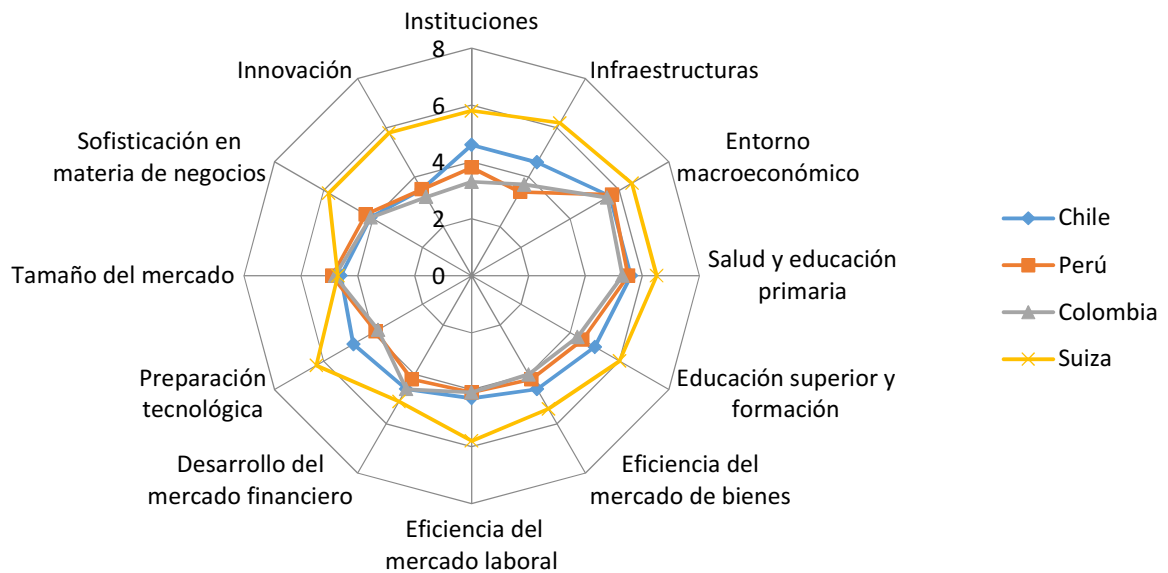 Instituciones
Infraestructuras
Entorno
macroeconómico
Salud y educación
primaria
Educación superior y
formación
Eficiencia del
mercado de bienes
Eficiencia del
mercado laboral
Desarrollo del
mercado financiero
Preparación
tecnológica
Tamaño del mercado
Sofisticación en
materia de negocios
Innovación
8
6
4
2
0
Chile
Perú
Colombia
Suiza